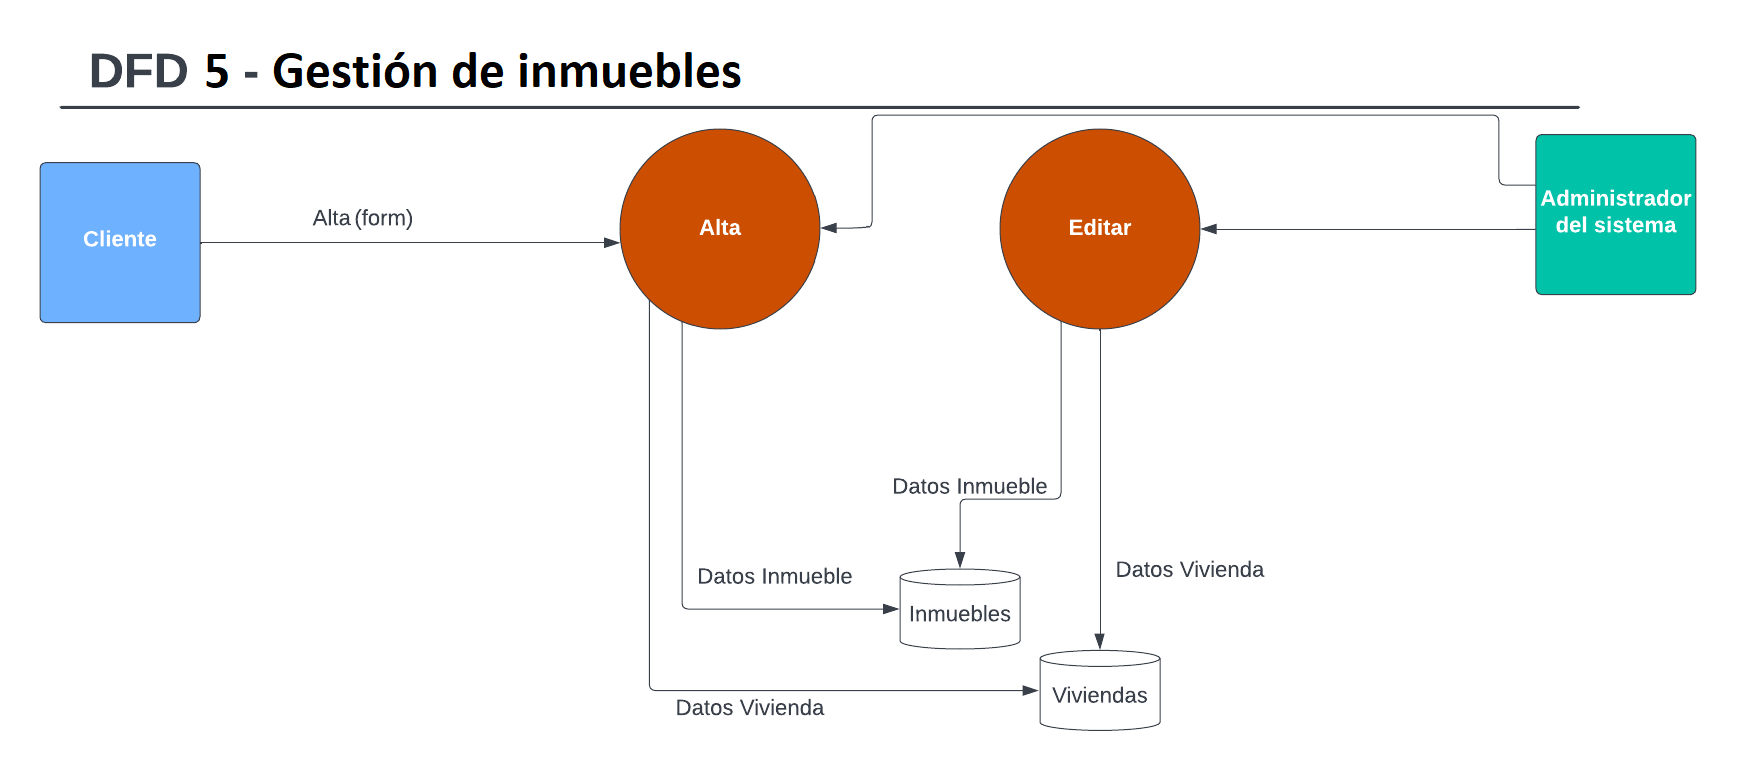 DFD 5 - Gestión de inmuebles
Cliente
Alta (form)
Alta
Editar
Administrador
del sistema
Datos Inmueble
Datos Inmueble
Datos Vivienda
Inmuebles
Viviendas
Datos Vivienda